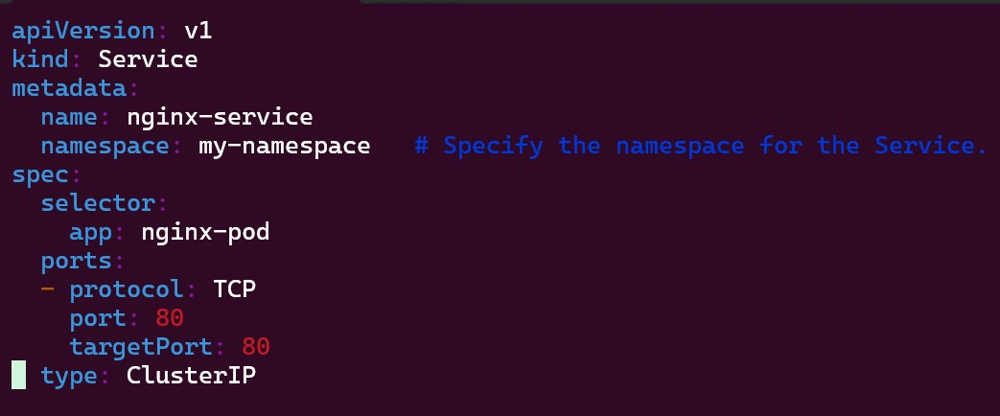 apiVersion: v1
kind: Service
metadata:
  name: nginx-service
  namespace: my-namespace   # Specify the namespace for the Service.
spec:
  selector:
    app: nginx-pod
  ports:
  - protocol: TCP
    port: 80
    targetPort: 80
  type: ClusterIP